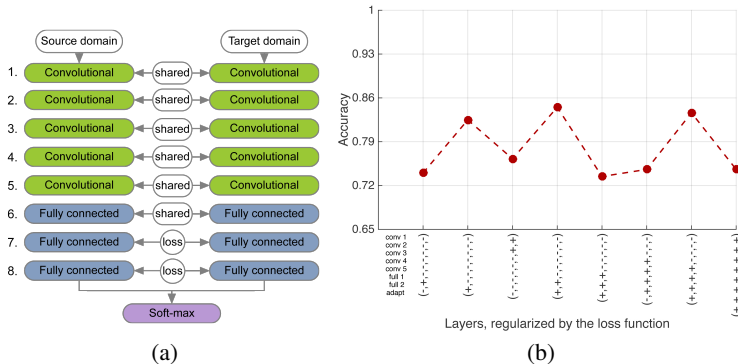 Source domain
Target domain
1. Convolutional shared Convolutional
2. Convolutional shared Convolutional
3. Convolutional shared Convolutional
4. Convolutional shared Convolutional
5. Convolutional shared Convolutional
6. Fully connected shared Fully connected
7. Fully connected loss Fully connected
8. Fully connected loss Fully connected
Soft-max
(a)
1
0.93
0.86
0.79
0.72
0.65
Accuracy
conv 1
conv 2
conv 3
conv 4
conv 5
full 1
full 2
adapt
Layers, regularized by the loss function
(b)